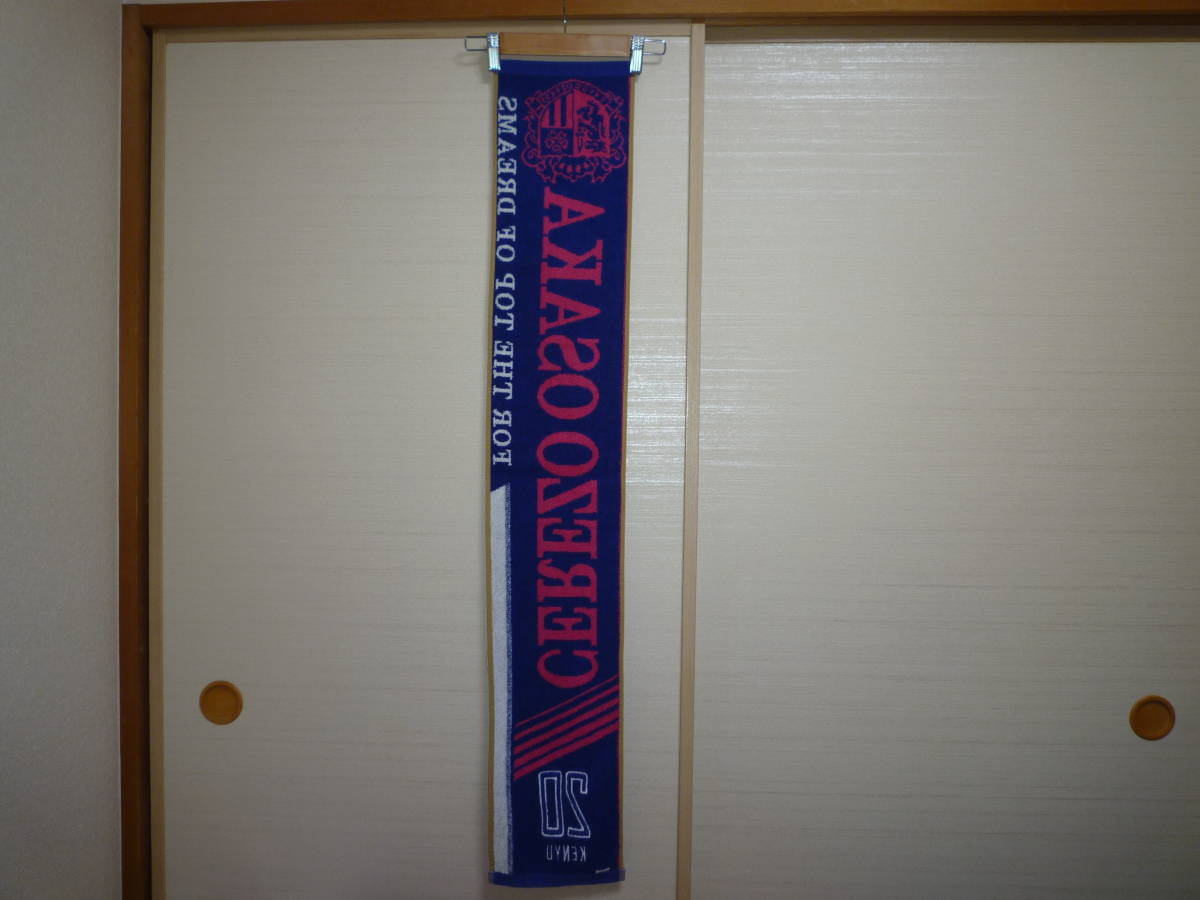 CEREZO OSAKA
FOR THE TOP OF DREAMS
20
KENYU